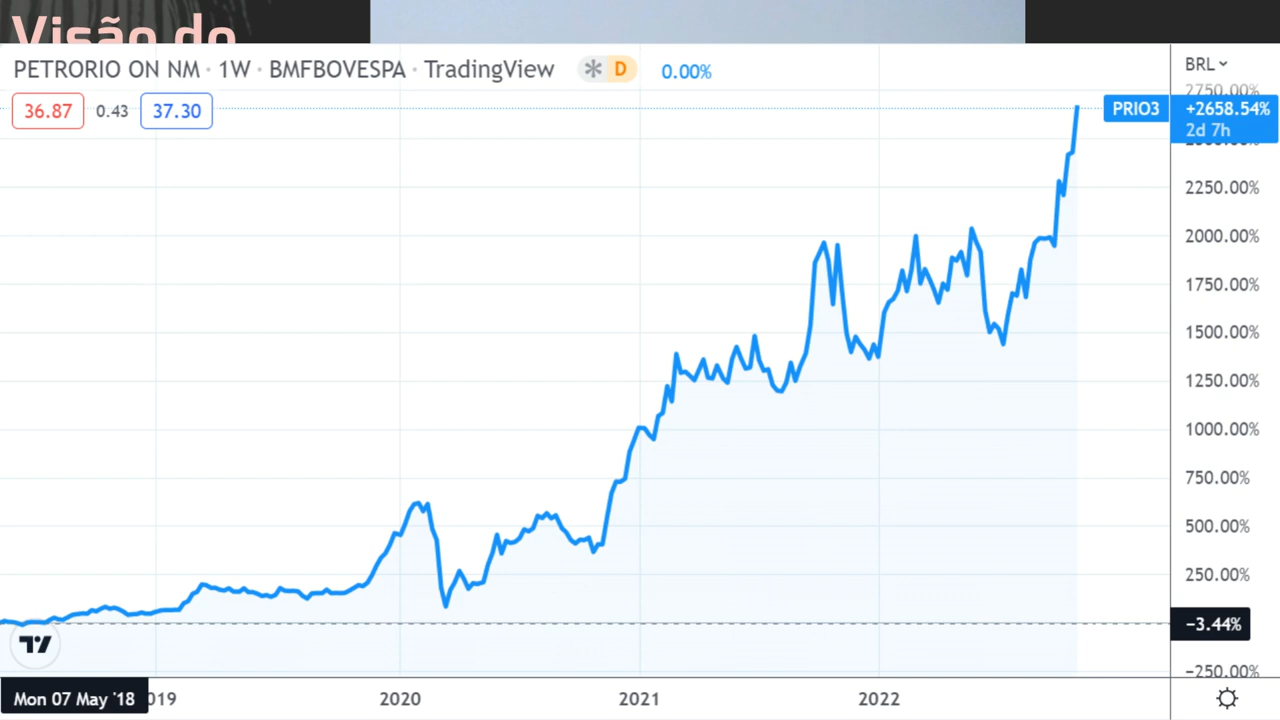 Visão do
PETRORIO ON NM · 1W · BMFBOVESPA · TradingView D 0.00% BRL
36.87 0.43 37.30
2750.00%
PRIO3 +2658.54%
2d 7h
2250.00%
2000.00%
1750.00%
1500.00%
1250.00%
1000.00%
750.00%
500.00%
250.00%
−3.44%
−250.00%
Mon 07 May '18 019 2020 2021 2022